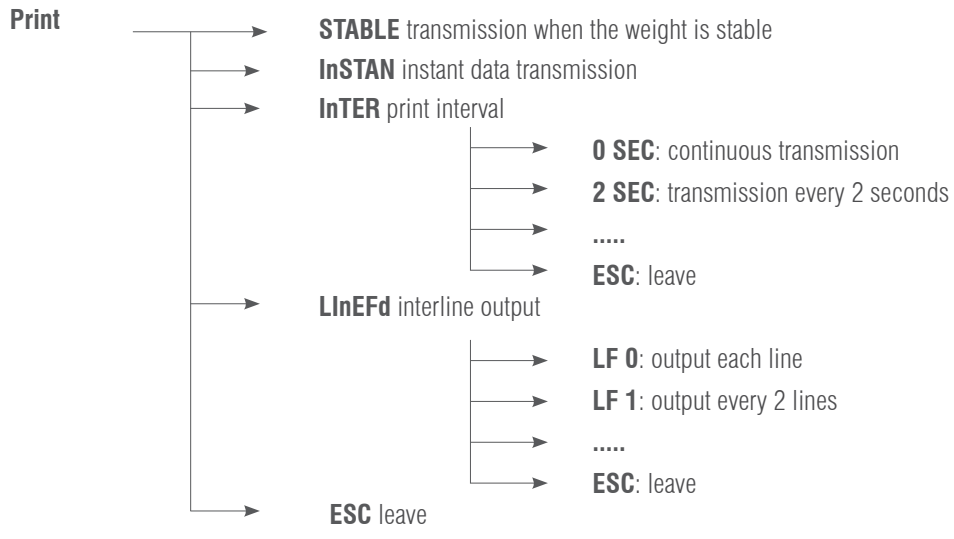 Print
STABLE transmission when the weight is stable
InSTAN instant data transmission
InTER print interval
0 SEC: continuous transmission
2 SEC: transmission every 2 seconds
.....
ESC: leave
LInEFd interline output
LF 0: output each line
LF 1: output every 2 lines
.....
ESC: leave
ESC leave